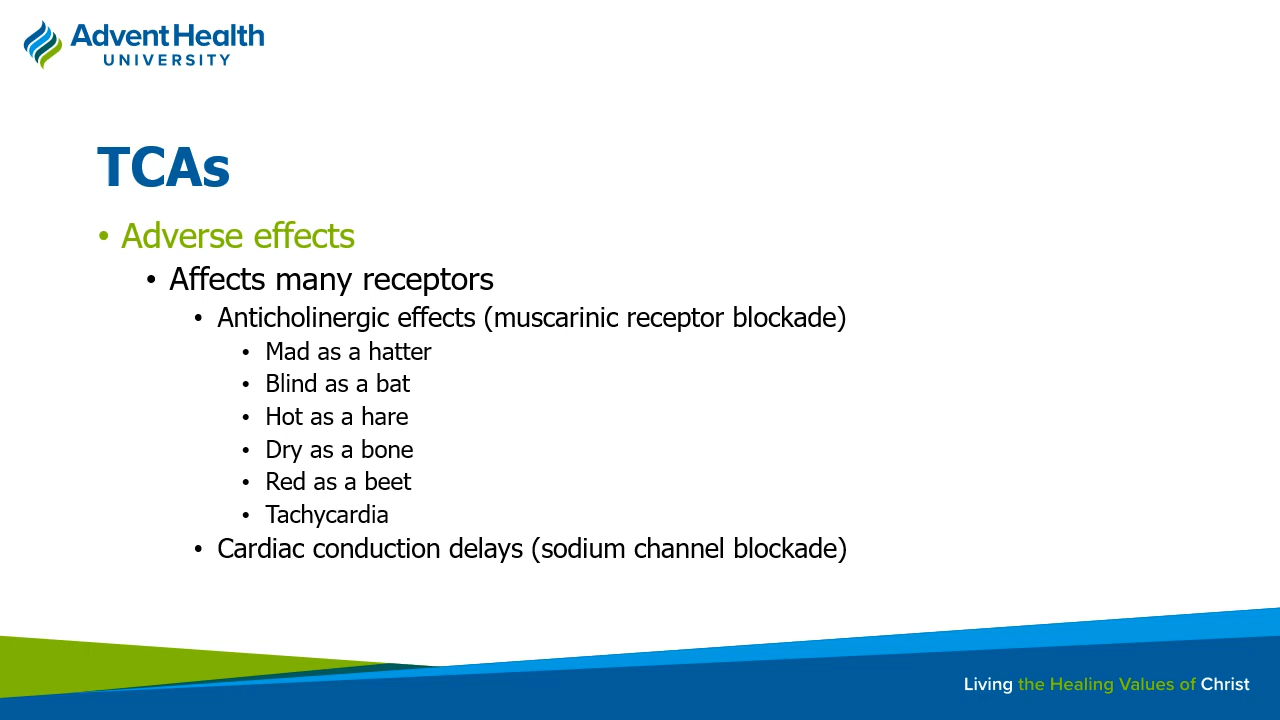 AdventHealth
UNIVERSITY
TCAs
• Adverse effects
• Affects many receptors
• Anticholinergic effects (muscarinic receptor blockade)
• Mad as a hatter
• Blind as a bat
• Hot as a hare
• Dry as a bone
• Red as a beet
• Tachycardia
• Cardiac conduction delays (sodium channel blockade)
Living the Healing Values of Christ